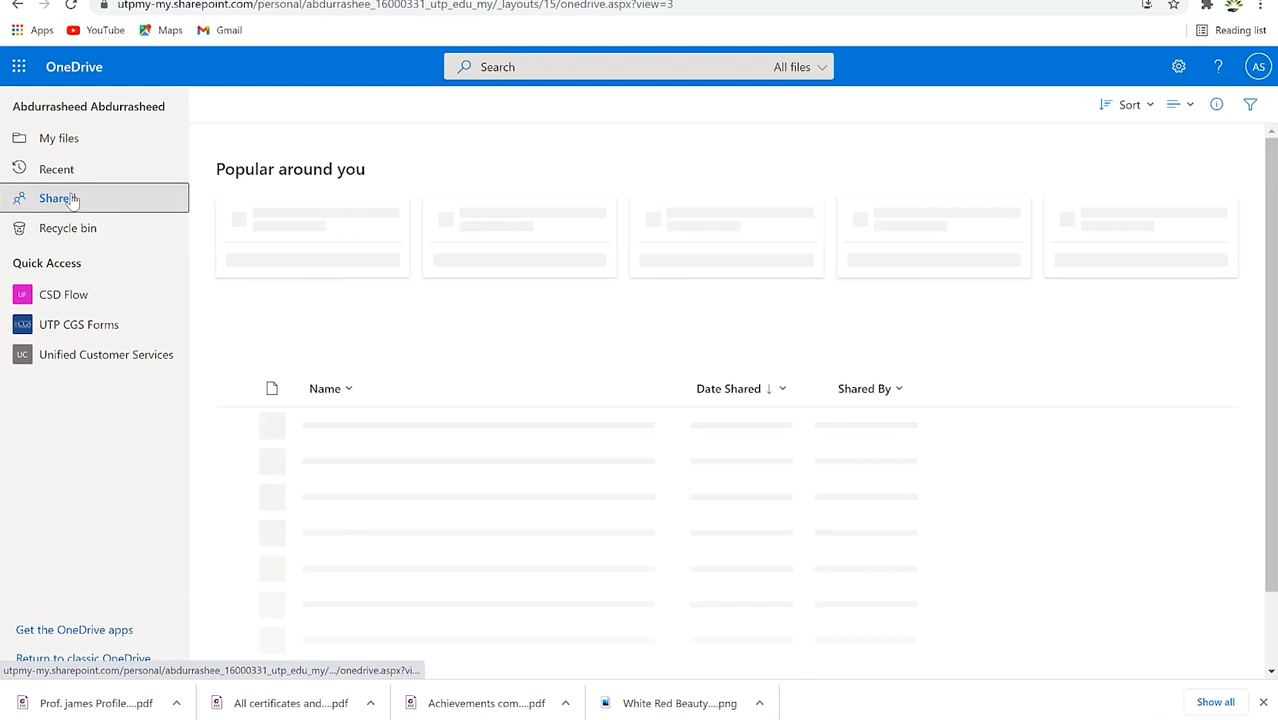 utpmy-my.sharepoint.com/personal/abdurrashee_16000331_utp_edu_my/_layouts/15/onedrive.aspx?view=3
Apps YouTube Maps Gmail Reading list
OneDrive Search All files ? AS
Abdurrasheed Abdurrasheed
Sort
My files
Popular around you
Recent
Shared
Recycle bin
Quick Access
UF CSD Flow
CGS UTP CGS Forms
UC Unified Customer Services
Name Date Shared Shared By
Get the OneDrive apps
Return to classic OneDrive
utpmy-my.sharepoint.com/personal/abdurrashee_16000331_utp_edu_my/.../onedrive.aspx?vi...
Prof. james Profile....pdf All certificates and....pdf Achievements com....pdf White Red Beauty....png Show all